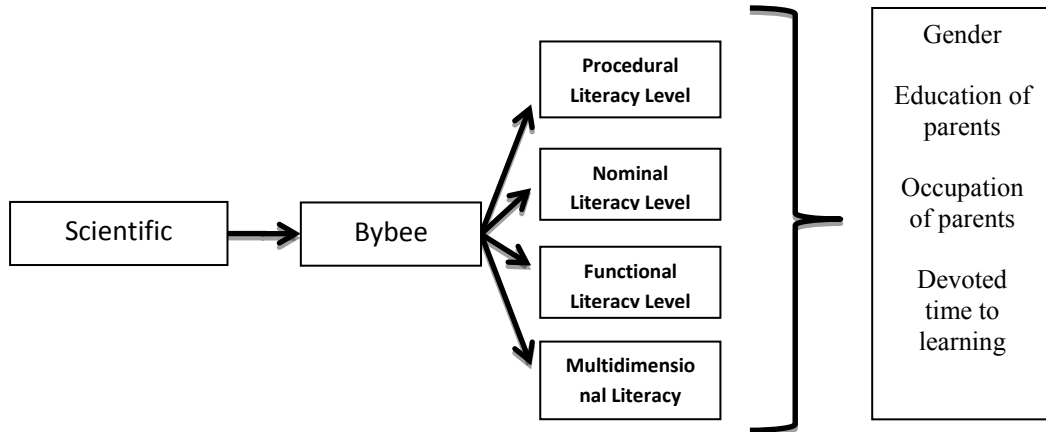 Scientific
Bybee
Procedural
Literacy Level
Nominal
Literacy Level
Functional
Literacy Level
Multidimensio
nal Literacy
Gender
Education of
parents
Occupation
of parents
Devoted
time to
learning